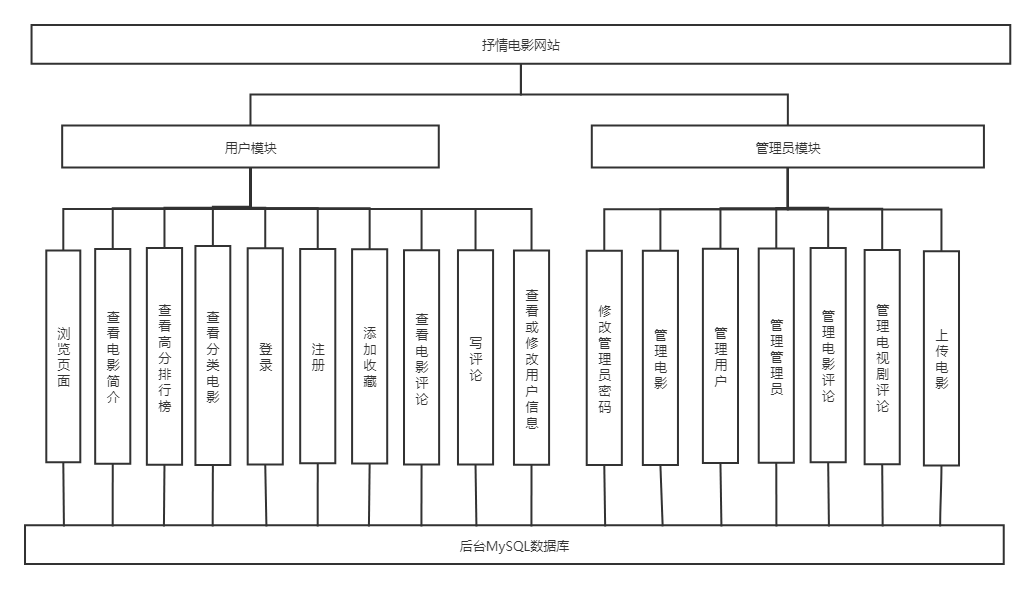 抒情电影网站
用户模块
管理员模块
浏览页面
查看电影简介
查看高分排行榜
查看分类电影
登录
注册
添加收藏
查看电影评论
写评论
查看或修改用户信息
修改管理员密码
管理电影
管理用户
管理管理员
管理电影评论
管理电视剧评论
上传电影
后台MySQL数据库